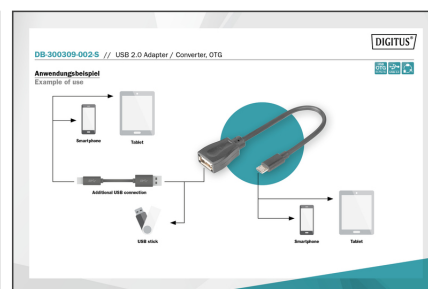 DIGITUS®
DB-300309-002-S // USB 2.0 Adapter / Converter, OTG
OTG
Anwendungsbeispiel
Example of use
Smartphone
Tablet
Additional USB connection
USB stick
Smartphone
Tablet